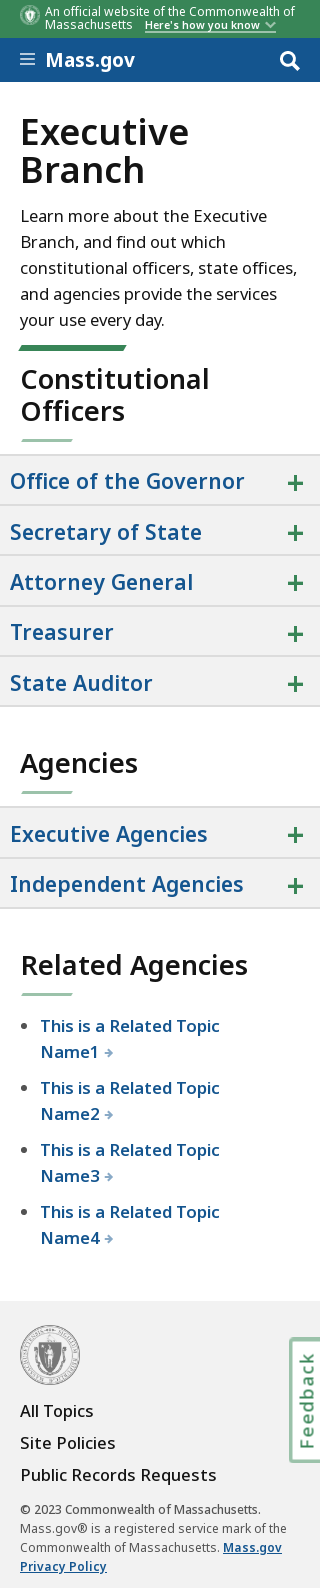 An official website of the Commonwealth of
Massachusetts Here's how you know
Mass.gov
Executive
Branch
Learn more about the Executive
Branch, and find out which
constitutional officers, state offices,
and agencies provide the services
your use every day.
Constitutional
Officers
Office of the Governor
Secretary of State
Attorney General
Treasurer
State Auditor
Agencies
Executive Agencies
Independent Agencies
Related Agencies
This is a Related Topic
Name1
This is a Related Topic
Name2
This is a Related Topic
Name3
This is a Related Topic
Name4
Feedback
All Topics
Site Policies
Public Records Requests
© 2023 Commonwealth of Massachusetts.
Mass.gov® is a registered service mark of the
Commonwealth of Massachusetts. Mass.gov
Privacy Policy